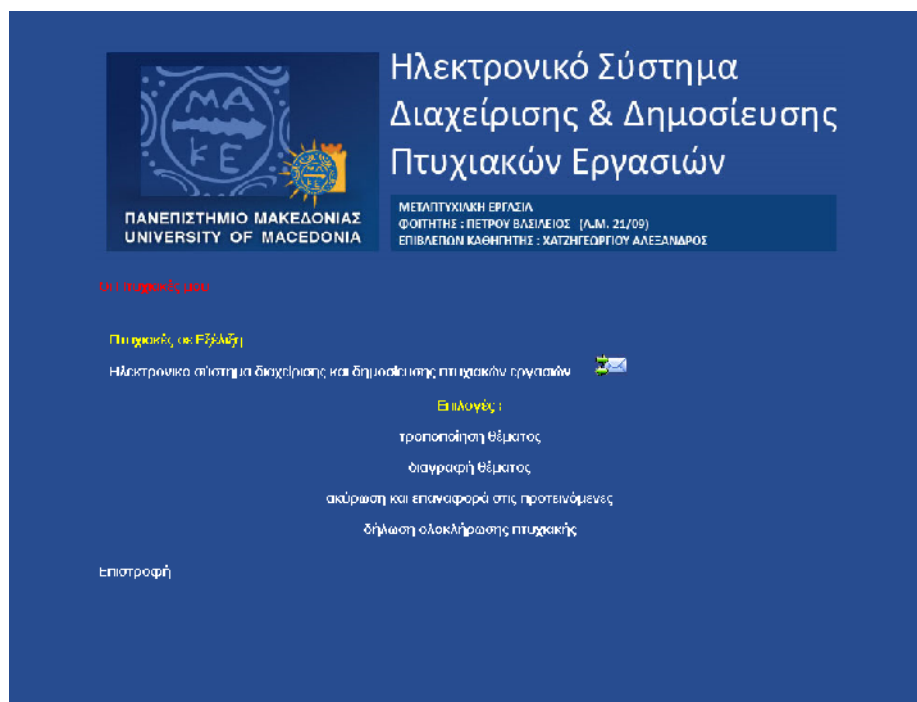 ΜΑ
ΚΕ
ΠΑΝΕΠΙΣΤΗΜΙΟ ΜΑΚΕΔΟΝΙΑΣ
UNIVERSITY OF MACEDONIA
Ηλεκτρονικό Σύστημα
Διαχείρισης & Δημοσίευσης
Πτυχιακών Εργασιών
ΜΕΤΑΠΤΥΧΙΑΚΗ ΕΡΓΑΣΙΑ
ΦΟΙΤΗΤΗΣ : ΠΕΤΡΟΥ ΒΑΣΙΛΕΙΟΣ (Α.Μ. 21/09)
ΕΠΙΒΛΕΠΩΝ ΚΑΘΗΓΗΤΗΣ : ΧΑΤΖΗΓΕΩΡΓΙΟΥ ΑΛΕΞΑΝΔΡΟΣ
Οι Πτυχιακές μου
Πτυχιακές σε Εξέλιξη
Ηλεκτρονικο σύστημα διαχείρισης και δημοσίευσης πτυχιακών εργασιών
Επιλογές :
τροποποίηση θέματος
διαγραφή θέματος
ακύρωση και επαναφορά στις προτεινόμενες
δήλωση ολοκλήρωσης πτυχιακής
Επιστροφή